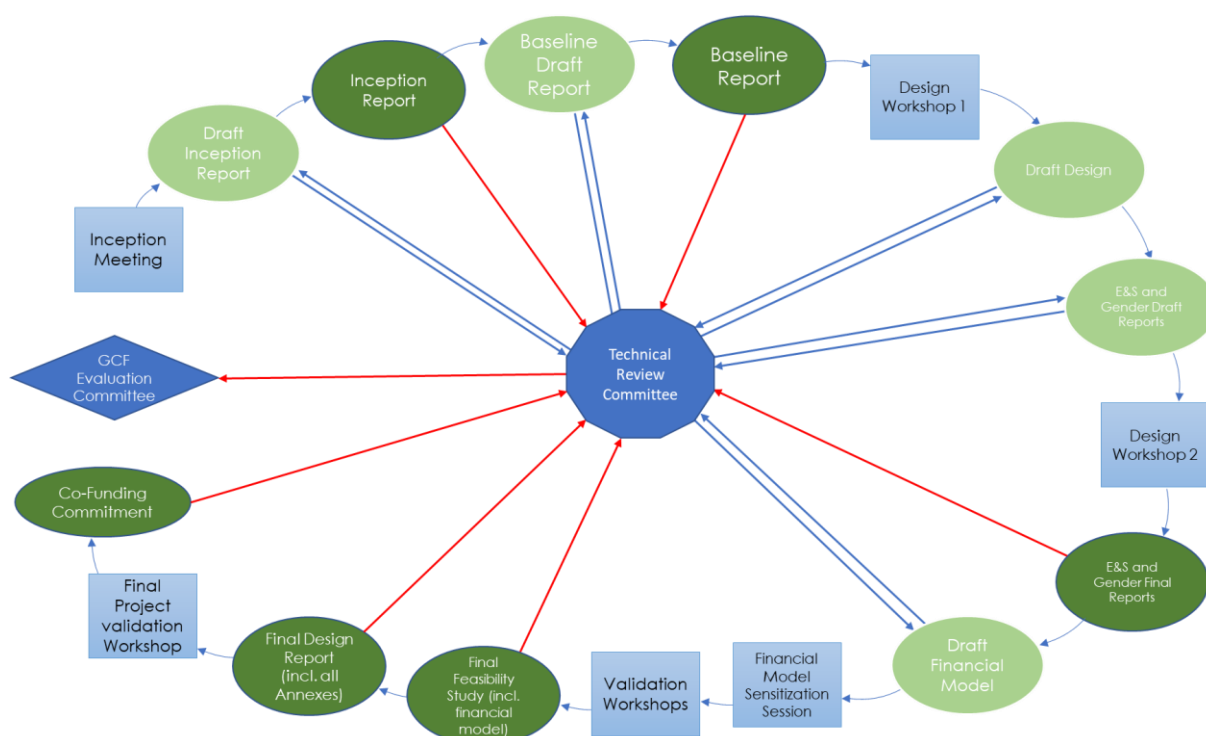 Inception
Meeting
Draft
Inception
Report
Inception
Report
Baseline
Draft
Report
Baseline
Report
Design
Workshop 1
Draft Design
E&S and
Gender Draft
Reports
Design
Workshop 2
E&S and
Gender Final
Reports
Draft
Financial
Model
Financial
Model
Sensitization
Session
Validation
Workshops
Final
Feasibility
Study (incl.
financial
model)
Final Design
Report
(incl. all
Annexes)
Final
Project
validation
Workshop
Co-Funding
Commitment
GCF
Evaluation
Committee
Technical
Review
Committee